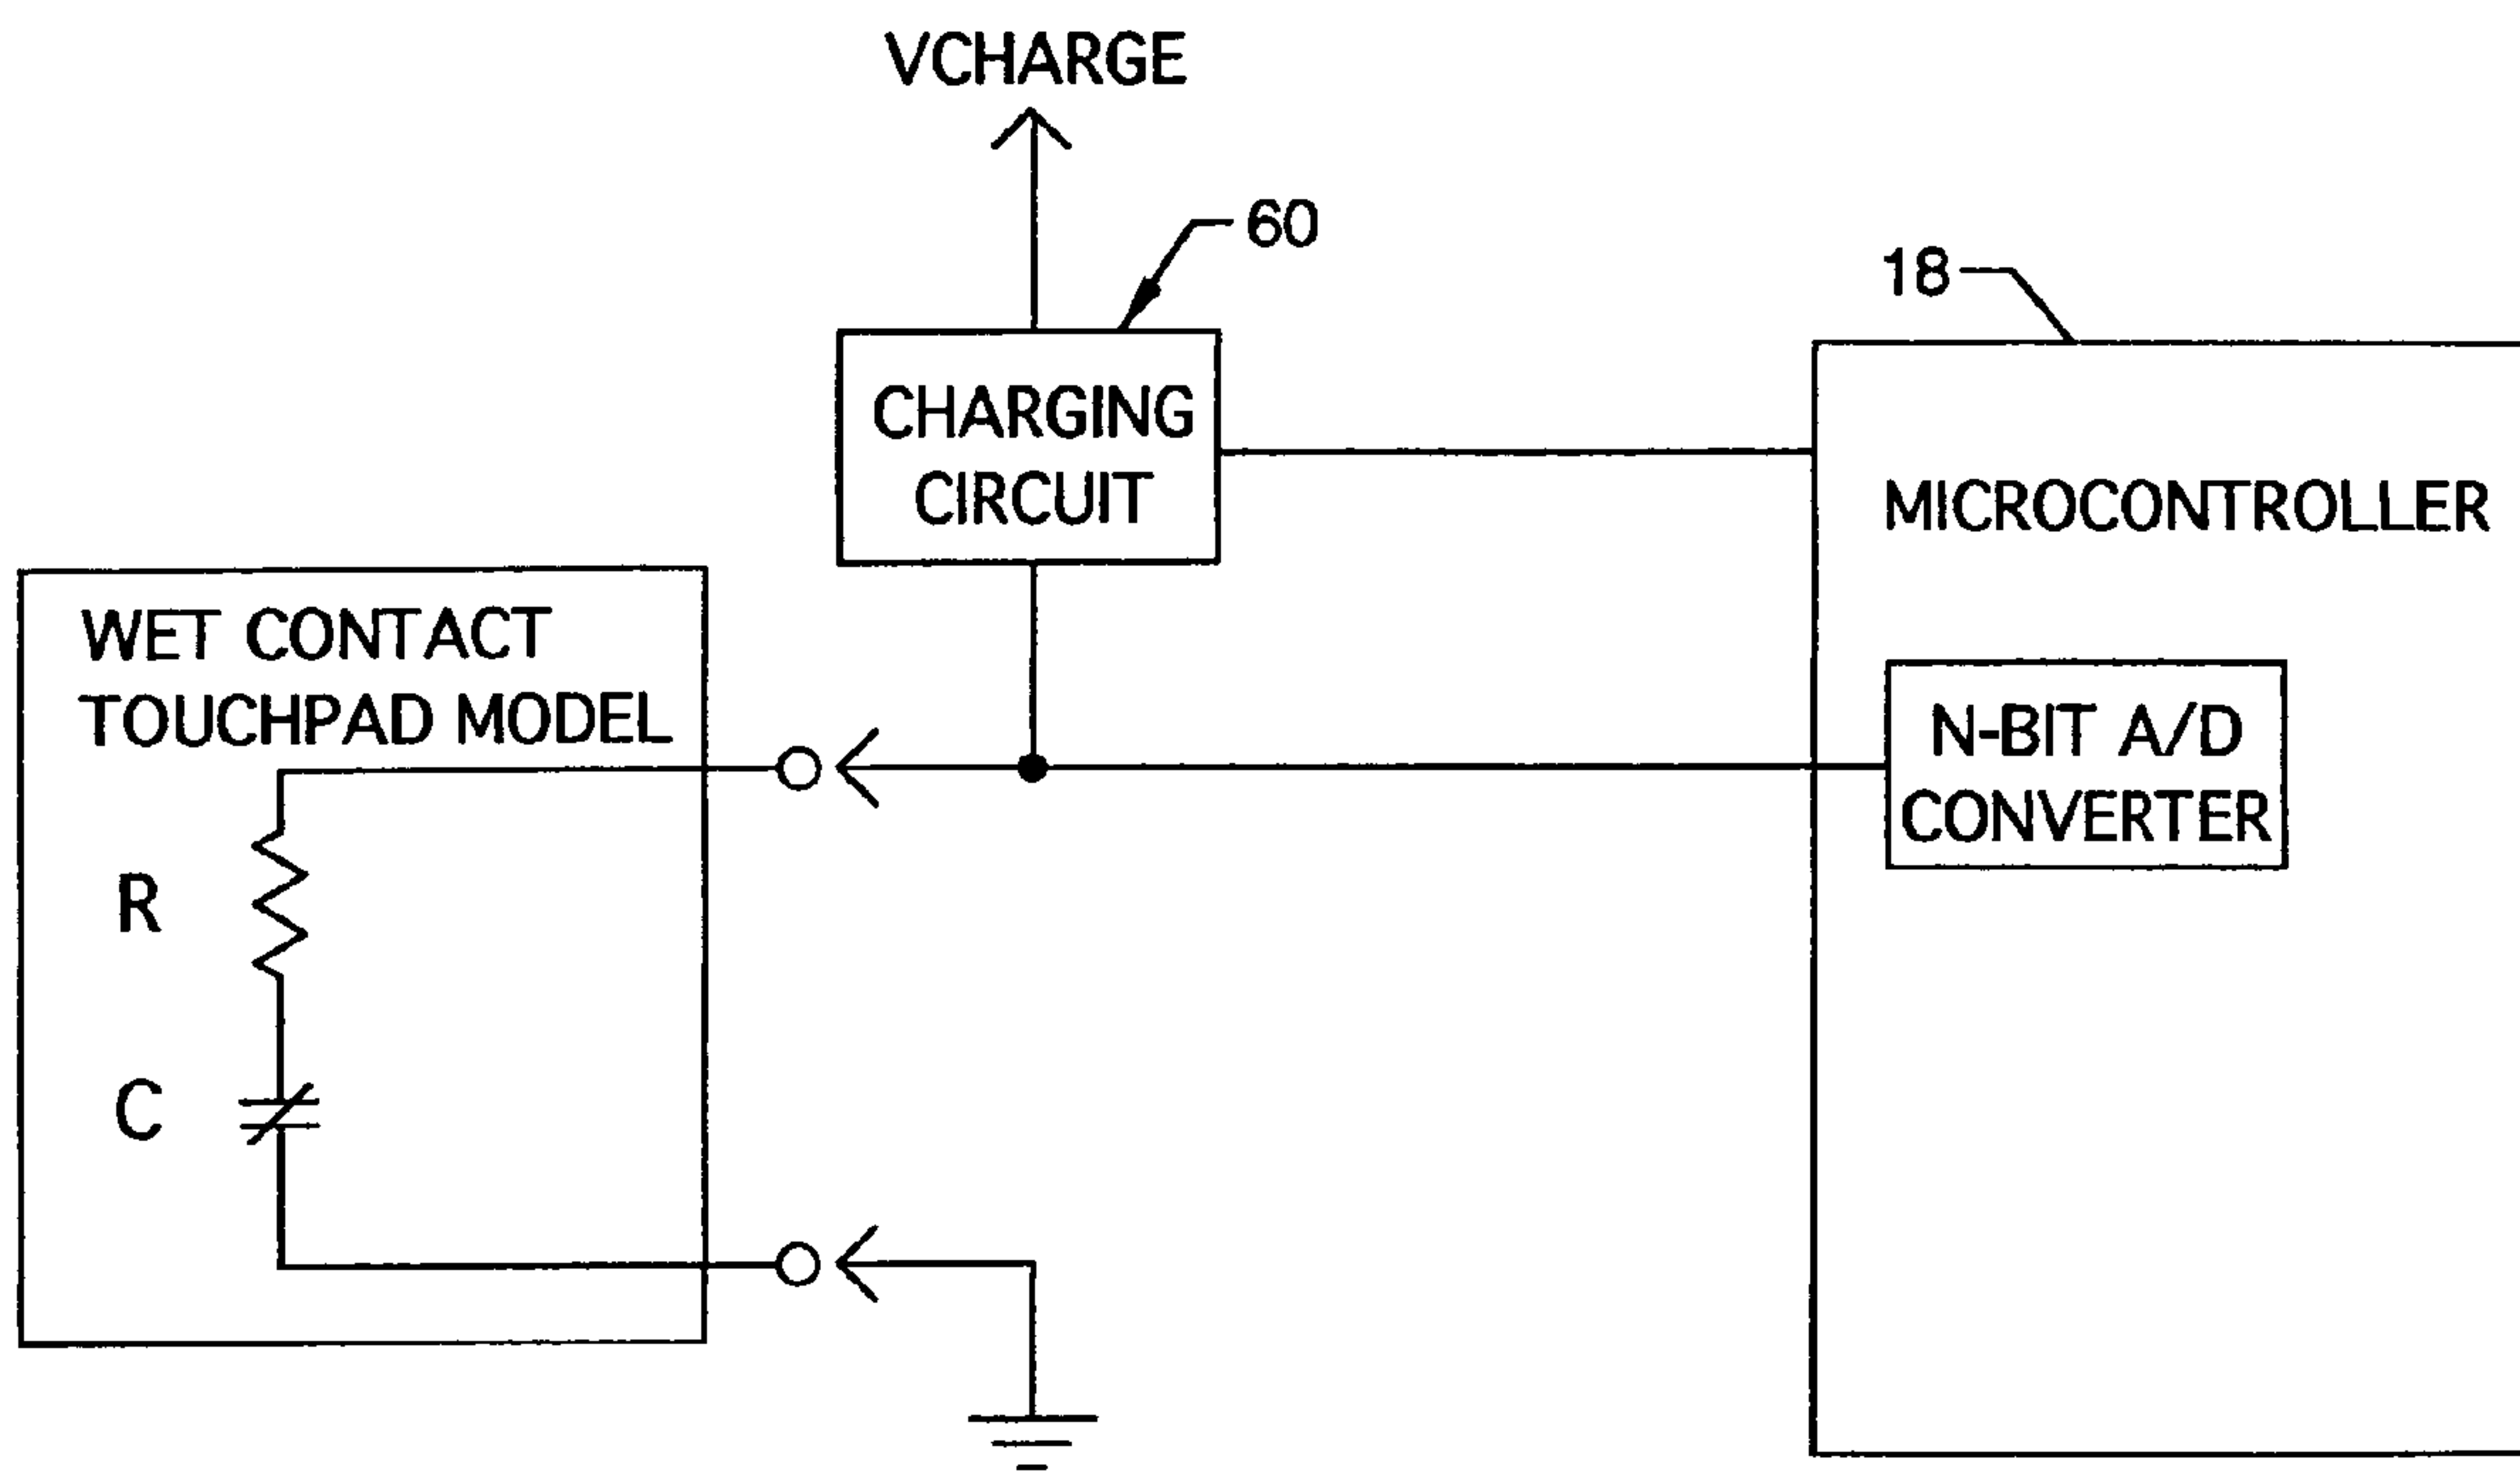 VCHARGE
60
18
CHARGING
CIRCUIT
MICROCONTROLLER
WET CONTACT
TOUCHPAD MODEL
N-BIT A/D
CONVERTER
R
C